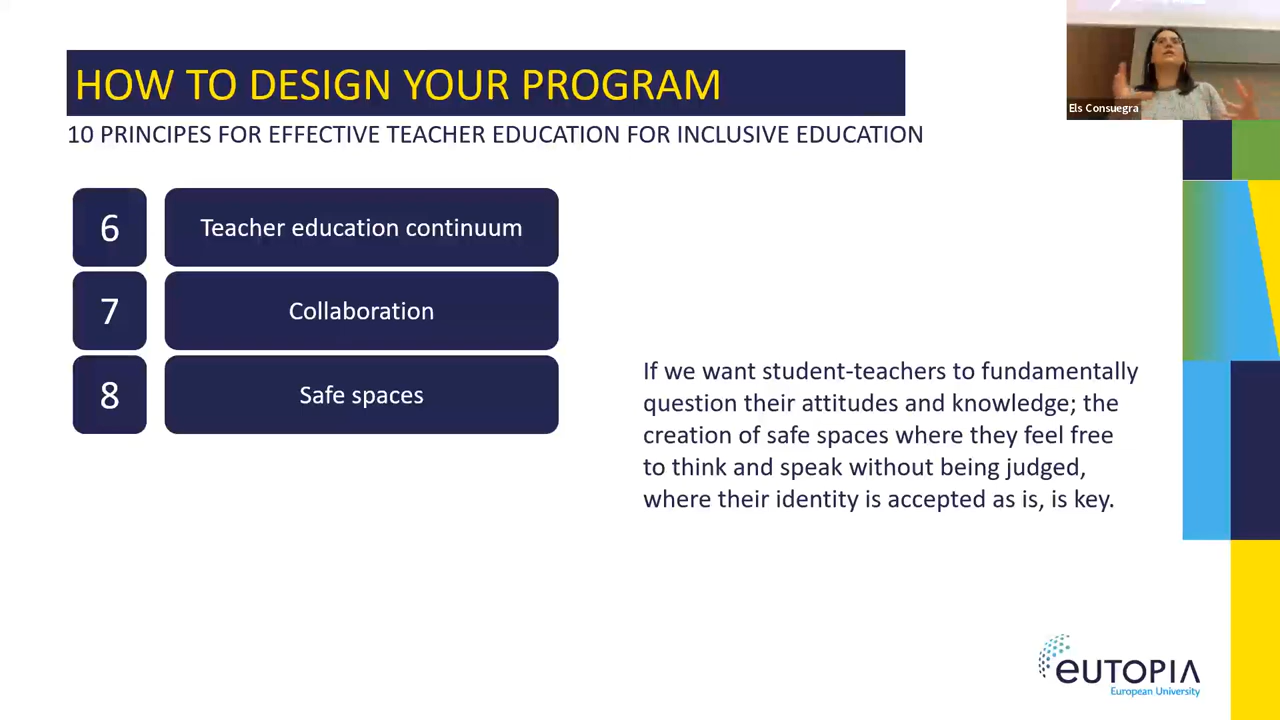 HOW TO DESIGN YOUR PROGRAM
Els Consuegra
10 PRINCIPES FOR EFFECTIVE TEACHER EDUCATION FOR INCLUSIVE EDUCATION
6
Teacher education continuum
7
Collaboration
8
Safe spaces
If we want student-teachers to fundamentally
question their attitudes and knowledge; the
creation of safe spaces where they feel free
to think and speak without being judged,
where their identity is accepted as is, is key.
eUTOPIA
European University